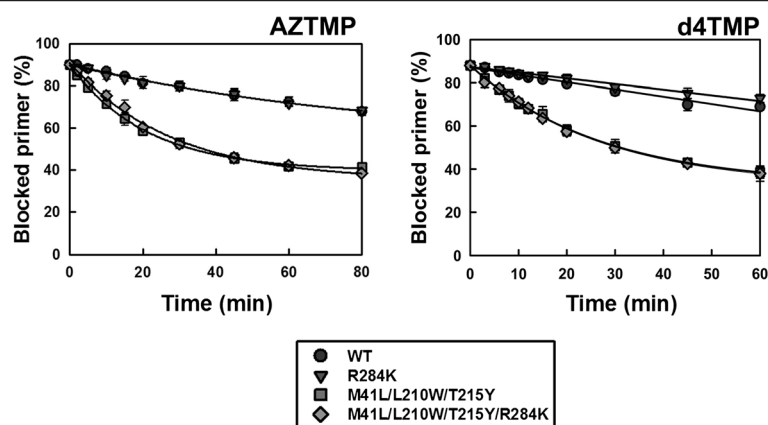 AZTMP
d4TMP
Blocked primer (%)
100
80
60
40
20
0
0
20
40
60
80
Time (min)
Blocked primer (%)
100
80
60
40
20
0
0
10
20
30
40
50
60
Time (min)
WT
R284K
M41L/L210W/T215Y
M41L/L210W/T215Y/R284K